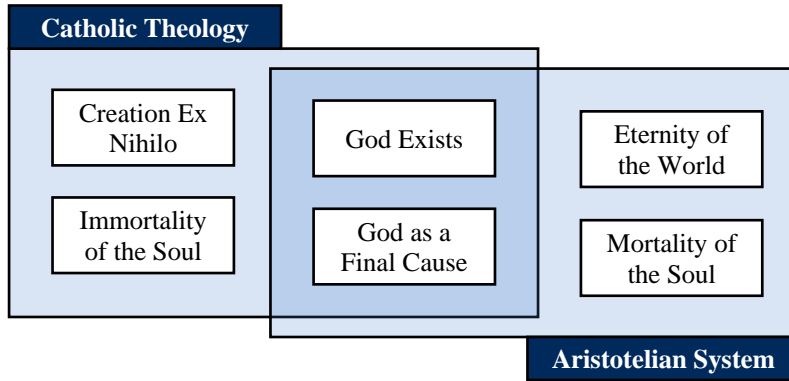 Catholic Theology
Creation Ex
Nihilo
God Exists
Eternity of
the World
Immortality
of the Soul
God as a
Final Cause
Mortality of
the Soul
Aristotelian System